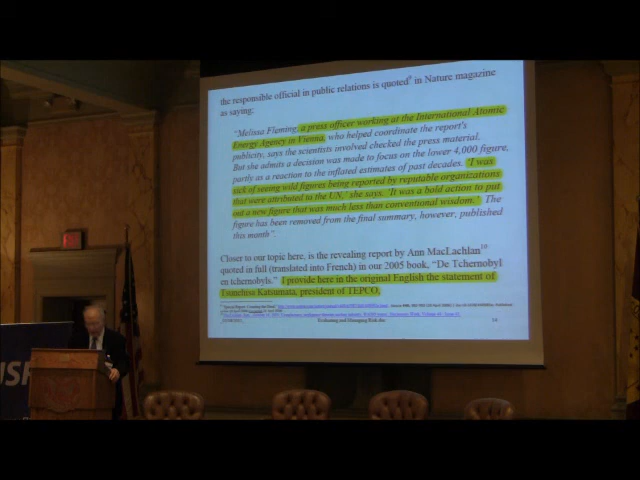 the responsible official in public relations is quoted⁹ in Nature magazine
as saying:
"Melissa Fleming, a press officer working at the International Atomic
Energy Agency in Vienna, who helped coordinate the report's
publicity, says the scientists involved checked the press material.
But she admits a decision was made to focus on the lower 4,000 figure,
partly as a reaction to the inflated estimates of past decades. "I was
sick of seeing wild figures being reported by reputable organizations
that were attributed to the UN,' she says. 'It was a bold action to put
out a new figure that was much less than conventional wisdom.' The
figure has been removed from the final summary, however, published
this month".
Closer to our topic here, is the revealing report by Ann MacLachlan¹⁰
quoted in full (translated into French) in our 2005 book, "De Tchernobyl
en tchernobyls." I provide here in the original English the statement of
Tsunehisa Katsumata, president of TEPCO,
Evaluating and Managing Risk